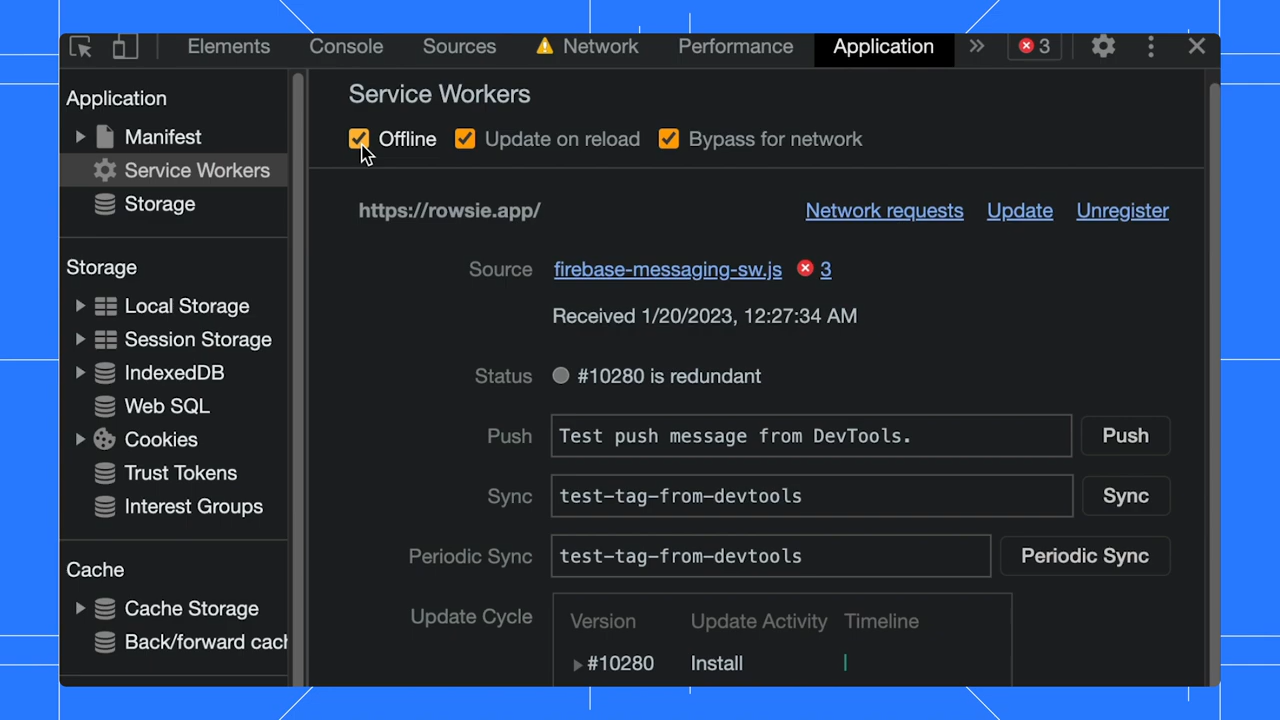 Elements Console Sources Network Performance Application 3
Application
Manifest
Service Workers
Storage
Storage
Local Storage
Session Storage
IndexedDB
Web SQL
Cookies
Trust Tokens
Interest Groups
Cache
Cache Storage
Back/forward cach
Service Workers
Offline Update on reload Bypass for network
https://rowsie.app/ Network requests Update Unregister
Source firebase-messaging-sw.js 3
Received 1/20/2023, 12:27:34 AM
Status #10280 is redundant
Push Test push message from DevTools. Push
Sync test-tag-from-devtools Sync
Periodic Sync test-tag-from-devtools Periodic Sync
Update Cycle Version Update Activity Timeline
#10280 Install